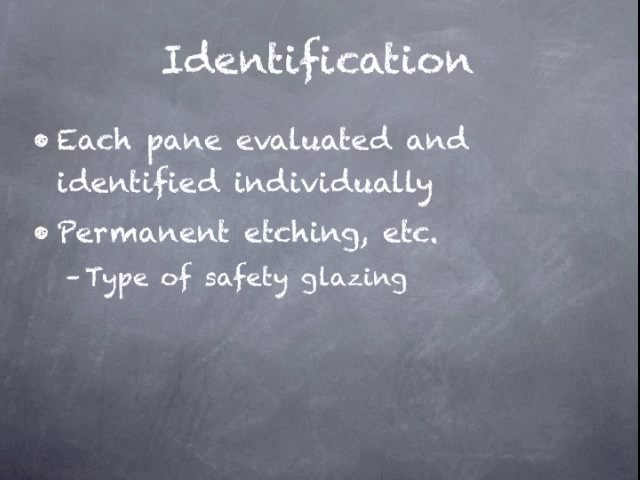 Identification
• Each pane evaluated and
identified individually
• Permanent etching, etc.
- Type of safety glazing